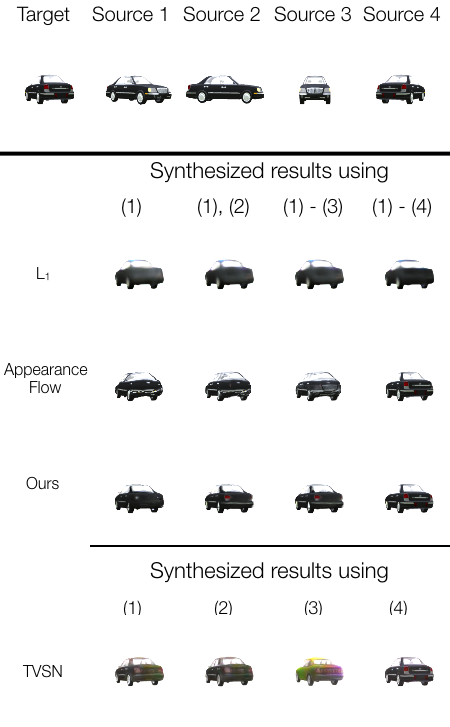 Target Source 1 Source 2 Source 3 Source 4
Synthesized results using
(1) (1), (2) (1) - (3) (1) - (4)
L₁
Appearance
Flow
Ours
Synthesized results using
(1) (2) (3) (4)
TVSN